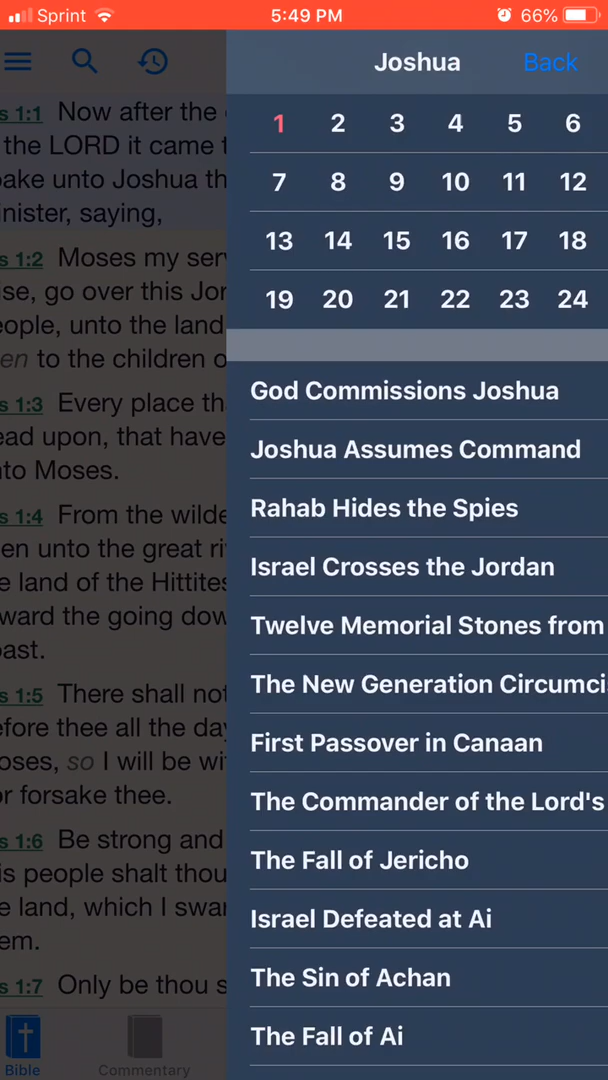 Sprint 5:49 PM 66%
Joshua Back
1 2 3 4 5 6
7 8 9 10 11 12
13 14 15 16 17 18
19 20 21 22 23 24
God Commissions Joshua
Joshua Assumes Command
Rahab Hides the Spies
Israel Crosses the Jordan
Twelve Memorial Stones from
The New Generation Circumci
First Passover in Canaan
The Commander of the Lord's
The Fall of Jericho
Israel Defeated at Ai
The Sin of Achan
The Fall of Ai
s 1:1 Now after the
the LORD it came t
ake unto Joshua th
inister, saying,
s 1:2 Moses my ser
ise, go over this Jor
eople, unto the land
en to the children o
s 1:3 Every place th
ead upon, that have
to Moses.
s 1:4 From the wilde
en unto the great ri
e land of the Hittites
ward the going dow
ast.
s 1:5 There shall not
efore thee all the day
oses, so I will be wi
r forsake thee.
s 1:6 Be strong and
is people shalt thou
e land, which I swar
em.
s 1:7 Only be thou s
Bible Commentary